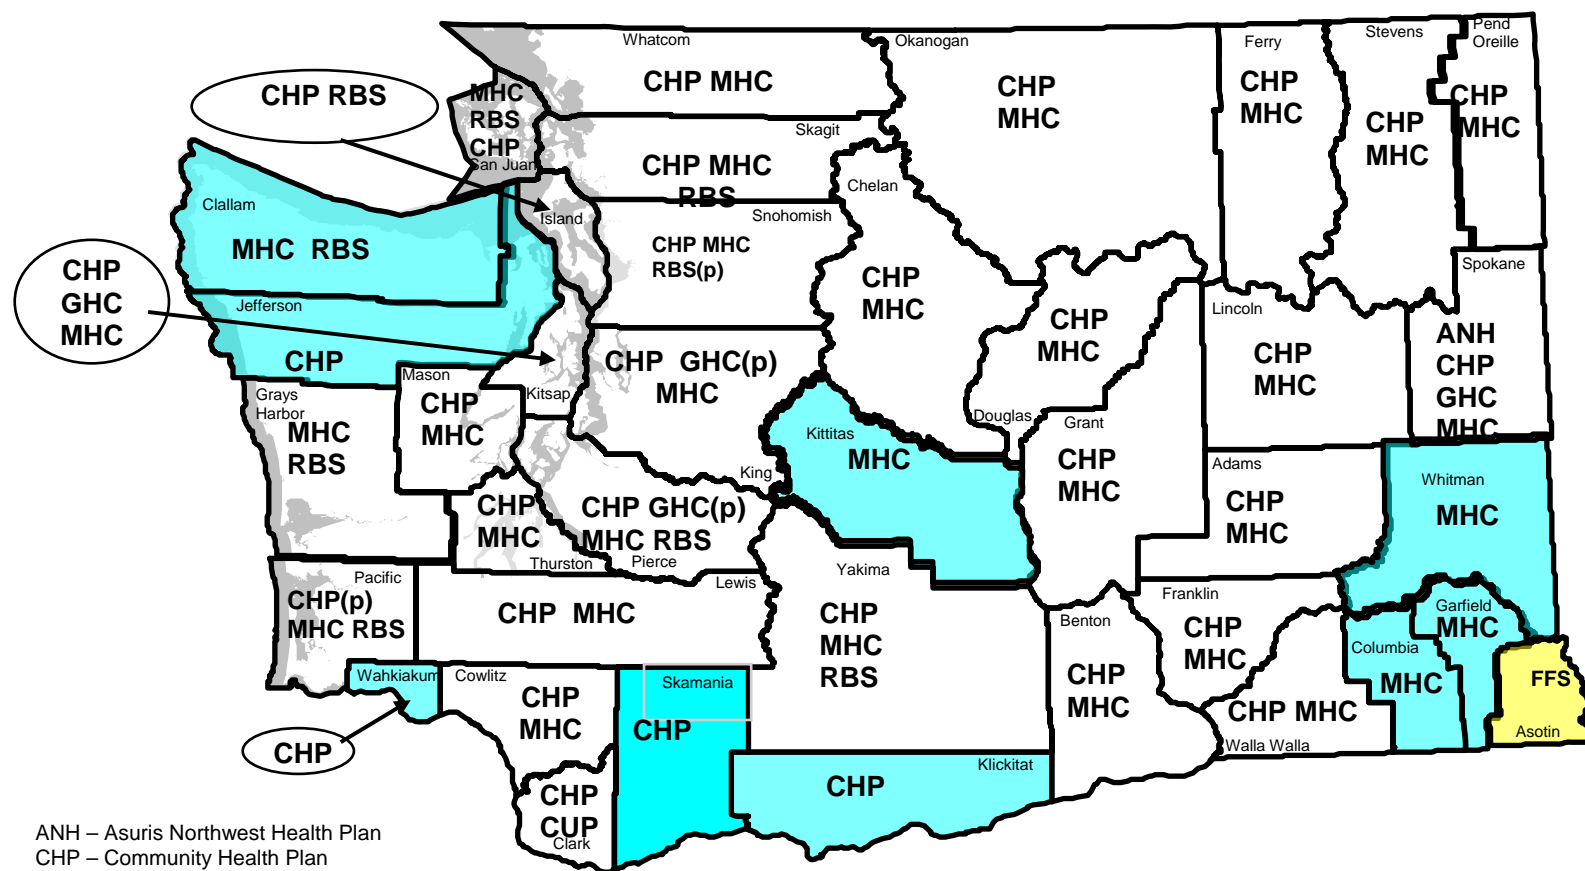 Whatcom
CHP MHC
Okanogan
CHP
MHC
Ferry
CHP
MHC
Stevens
CHP
MHC
Pend
Oreille
CHP
MHC
CHP RBS
MHC
RBS
CHP
San Juan
Skagit
CHP MHC
RBS
Chelan
CHP
MHC
Clallam
MHC RBS
Island
Snohomish
CHP MHC
RBS(p)
CHP
GHC
MHC
Jefferson
CHP
Kitsap
CHP GHC(p)
MHC
King
Douglas
CHP
MHC
Grant
CHP
MHC
Lincoln
CHP
MHC
Spokane
ANH
CHP
GHC
MHC
Grays
Harbor
MHC
RBS
Mason
CHP
MHC
Kittitas
MHC
Adams
CHP
MHC
Whitman
MHC
CHP
MHC
Thurston
CHP GHC(p)
MHC RBS
Pierce
Pacific
CHP(p)
MHC RBS
Lewis
CHP MHC
Yakima
CHP
MHC
RBS
Benton
CHP
MHC
Franklin
CHP
MHC
Garfield
MHC
Columbia
MHC
CHP MHC
Walla Walla
FFS
Asotin
Wahkiakum
CHP
Cowlitz
CHP
MHC
Skamania
CHP
Klickitat
CHP
CHP
CUP
Clark
ANH – Asuris Northwest Health Plan
CHP – Community Health Plan